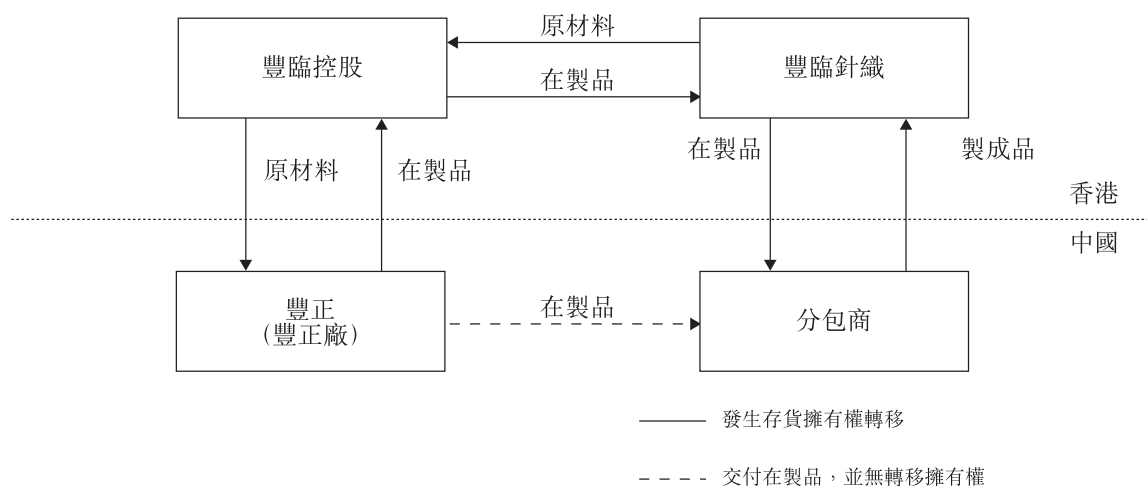 原材料
豐臨控股
豐臨針織
在製品
原材料
在製品
在製品
製成品
香港
中國
豐正
(豐正廠)
在製品
分包商
發生存貨擁有權轉移
交付在製品，並無轉移擁有權